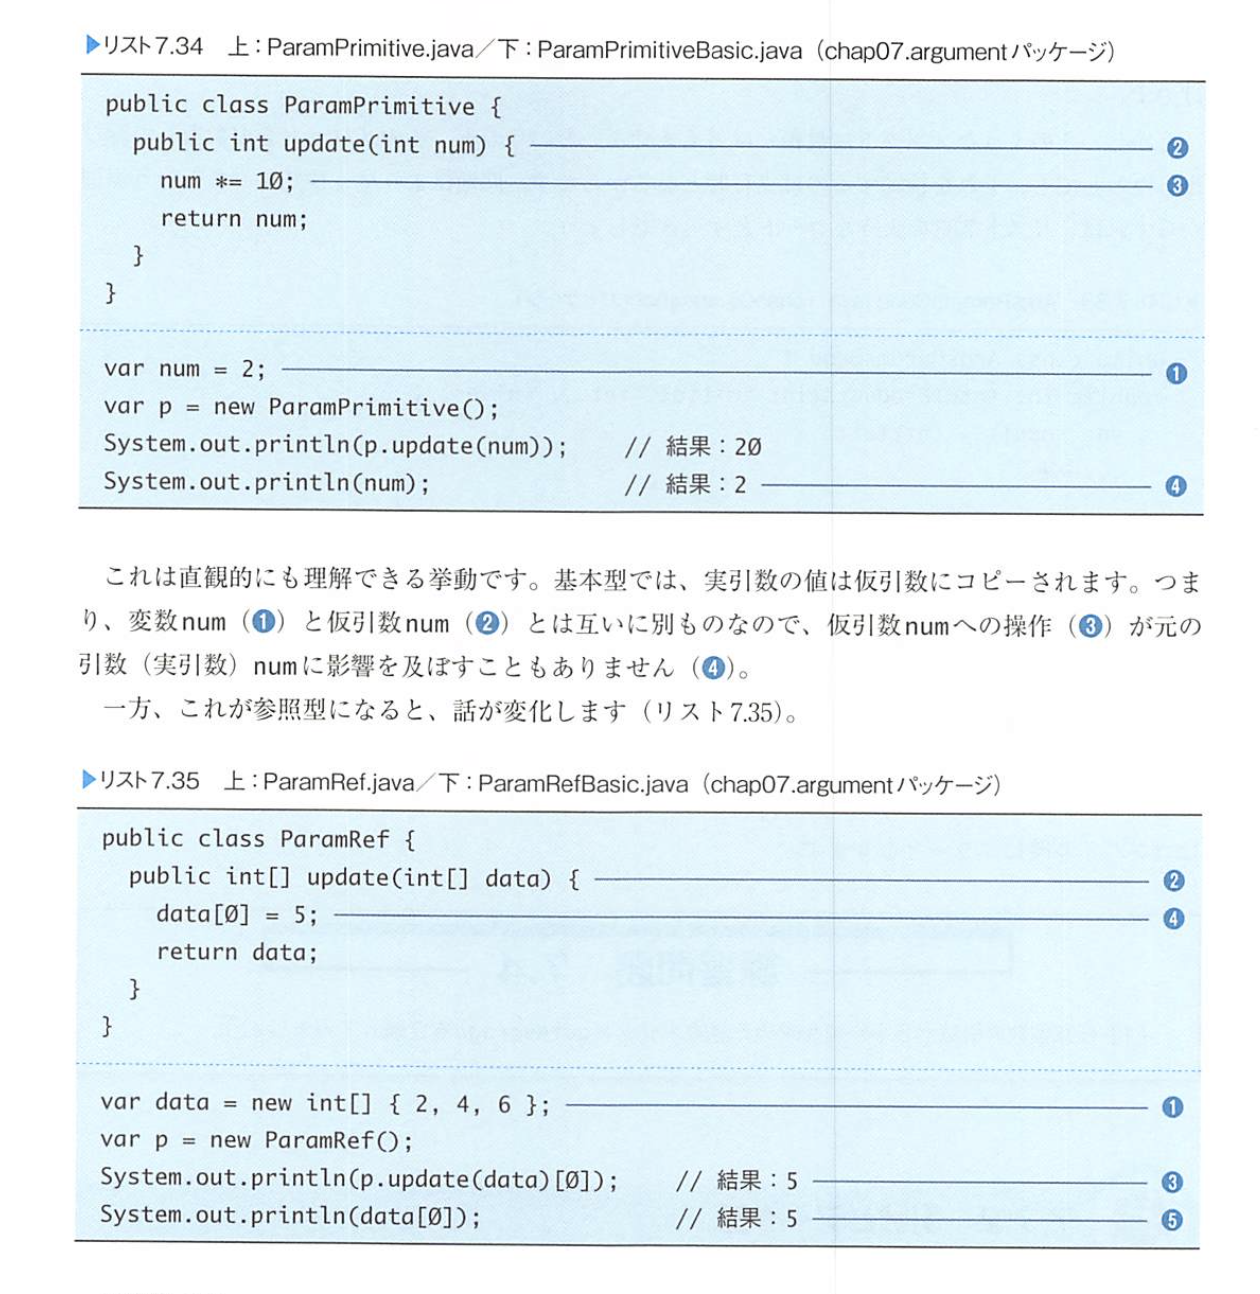 ▶リスト7.34 上：ParamPrimitive.java／下：ParamPrimitiveBasic.java（chap07.argumentパッケージ）
public class ParamPrimitive {
public int update(int num) { ❷
num *= 10; ❸
return num;
}
}
var num = 2; ❶
var p = new ParamPrimitive();
System.out.println(p.update(num)); // 結果：20
System.out.println(num); // 結果：2 ❹
これは直観的にも理解できる挙動です。基本型では、実引数の値は仮引数にコピーされます。つま
り、変数num（❶）と仮引数num（❷）とは互いに別ものなので、仮引数numへの操作（❸）が元の
引数（実引数）numに影響を及ぼすこともありません（❹）。
一方、これが参照型になると、話が変化します（リスト7.35）。
▶リスト7.35 上：ParamRef.java／下：ParamRefBasic.java（chap07.argumentパッケージ）
public class ParamRef {
public int[] update(int[] data) { ❷
data[0] = 5; ❹
return data;
}
}
var data = new int[] { 2, 4, 6 }; ❶
var p = new ParamRef();
System.out.println(p.update(data)[0]); // 結果：5 ❸
System.out.println(data[0]); // 結果：5 ❺